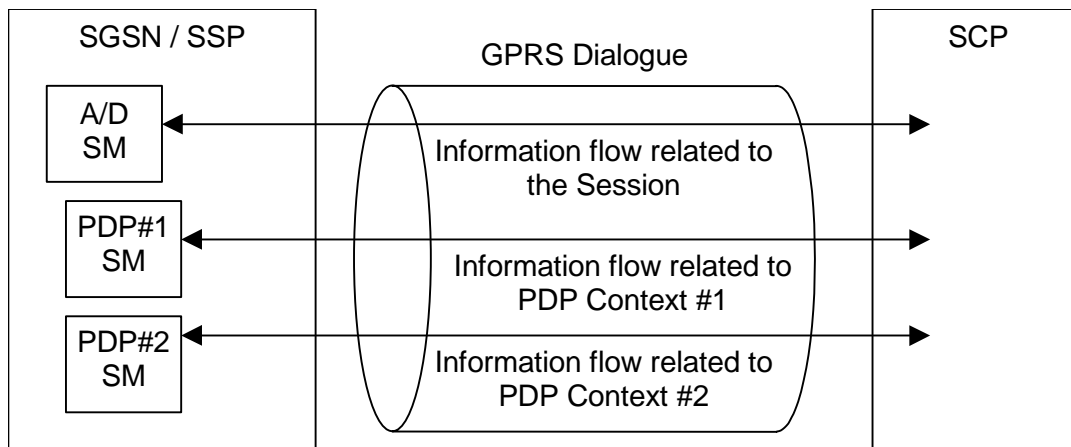 SGSN / SSP
GPRS Dialogue
SCP
A/D
SM
Information flow related to
the Session
PDP#1
SM
Information flow related to
PDP Context #1
PDP#2
SM
Information flow related to
PDP Context #2